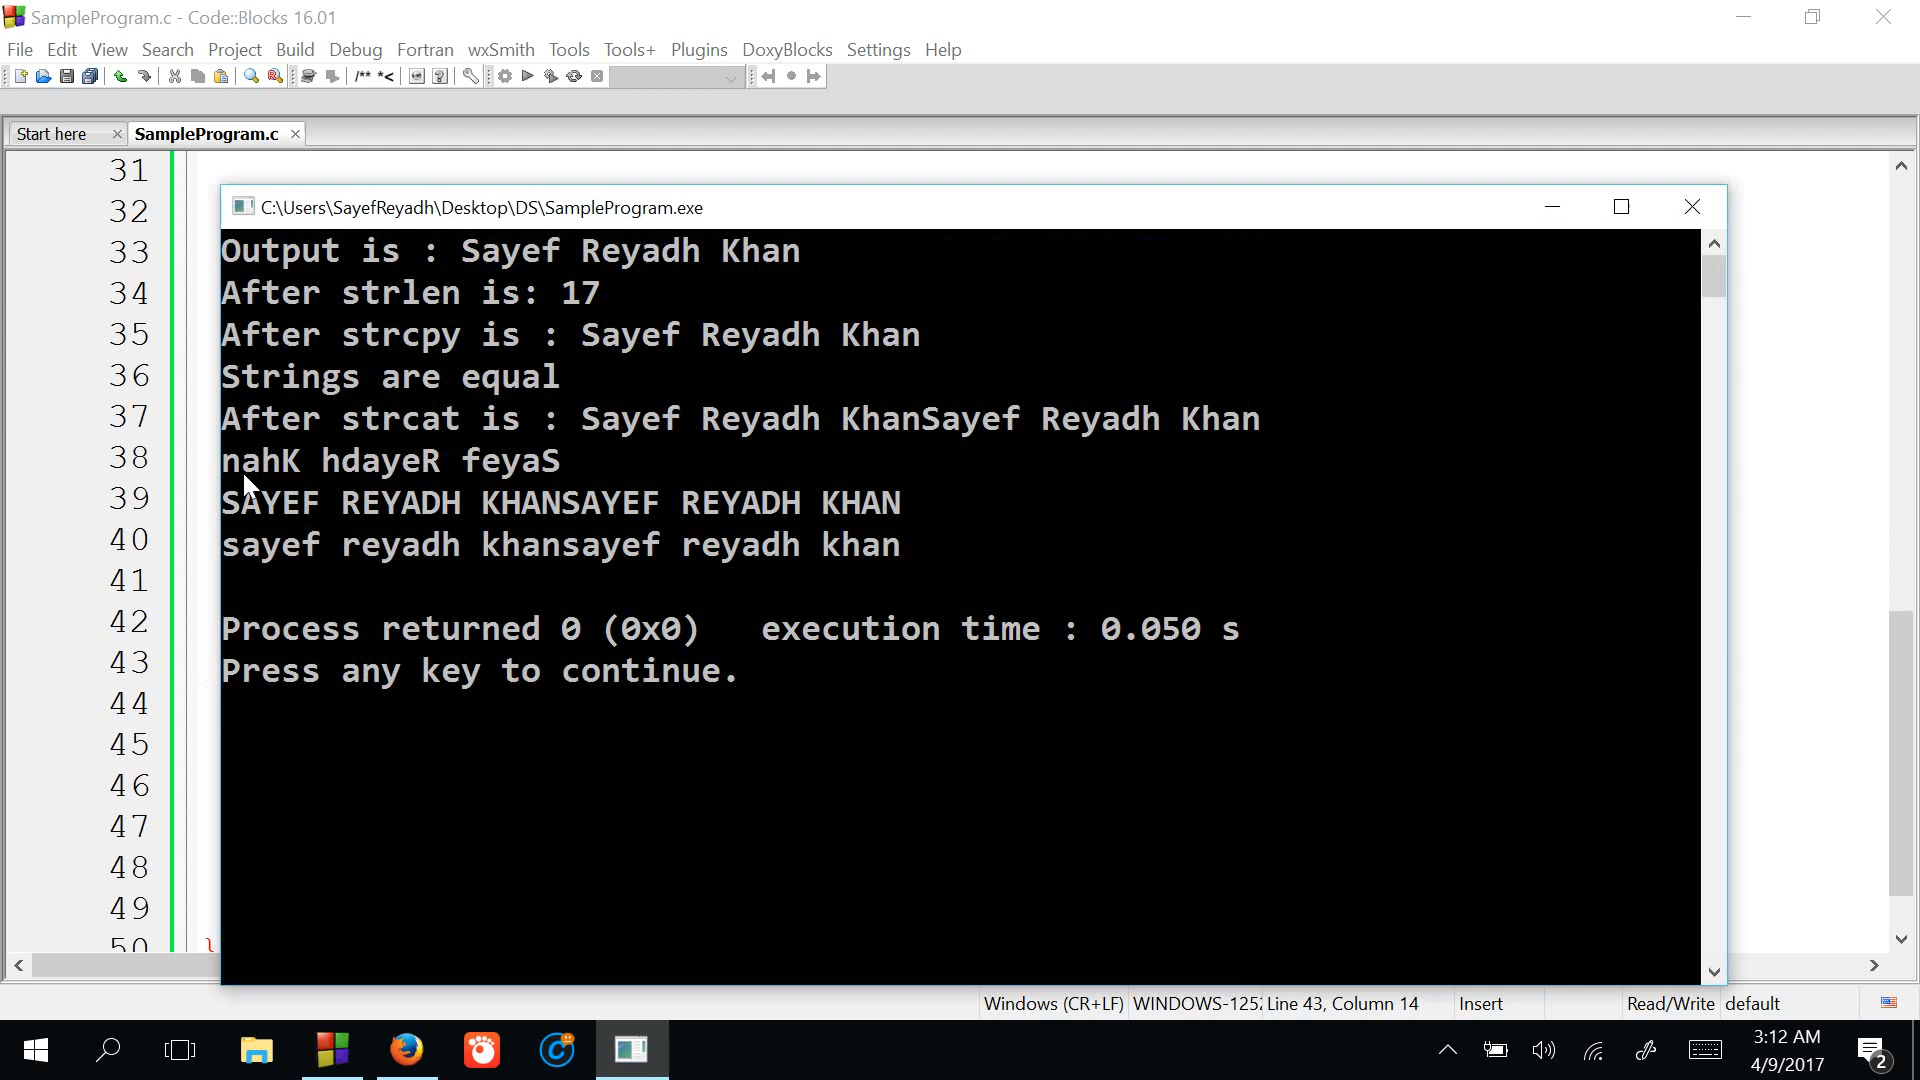 SampleProgram.c - Code::Blocks 16.01
File Edit View Search Project Build Debug Fortran wxSmith Tools Tools+ Plugins DoxyBlocks Settings Help
/** *<
Start here SampleProgram.c
31
32
C:\Users\SayefReyadh\Desktop\DS\SampleProgram.exe
33 Output is : Sayef Reyadh Khan
34 After strlen is: 17
35 After strcpy is : Sayef Reyadh Khan
36 Strings are equal
37 After strcat is : Sayef Reyadh KhanSayef Reyadh Khan
38 nahK hdayeR feyaS
39 SAYEF REYADH KHANSAYEF REYADH KHAN
40 sayef reyadh khansayef reyadh khan
41
42 Process returned 0 (0x0)   execution time : 0.050 s
43 Press any key to continue.
44
45
46
47
48
49
50 }
Windows (CR+LF) WINDOWS-125 Line 43, Column 14 Insert Read/Write default
3:12 AM
4/9/2017
2